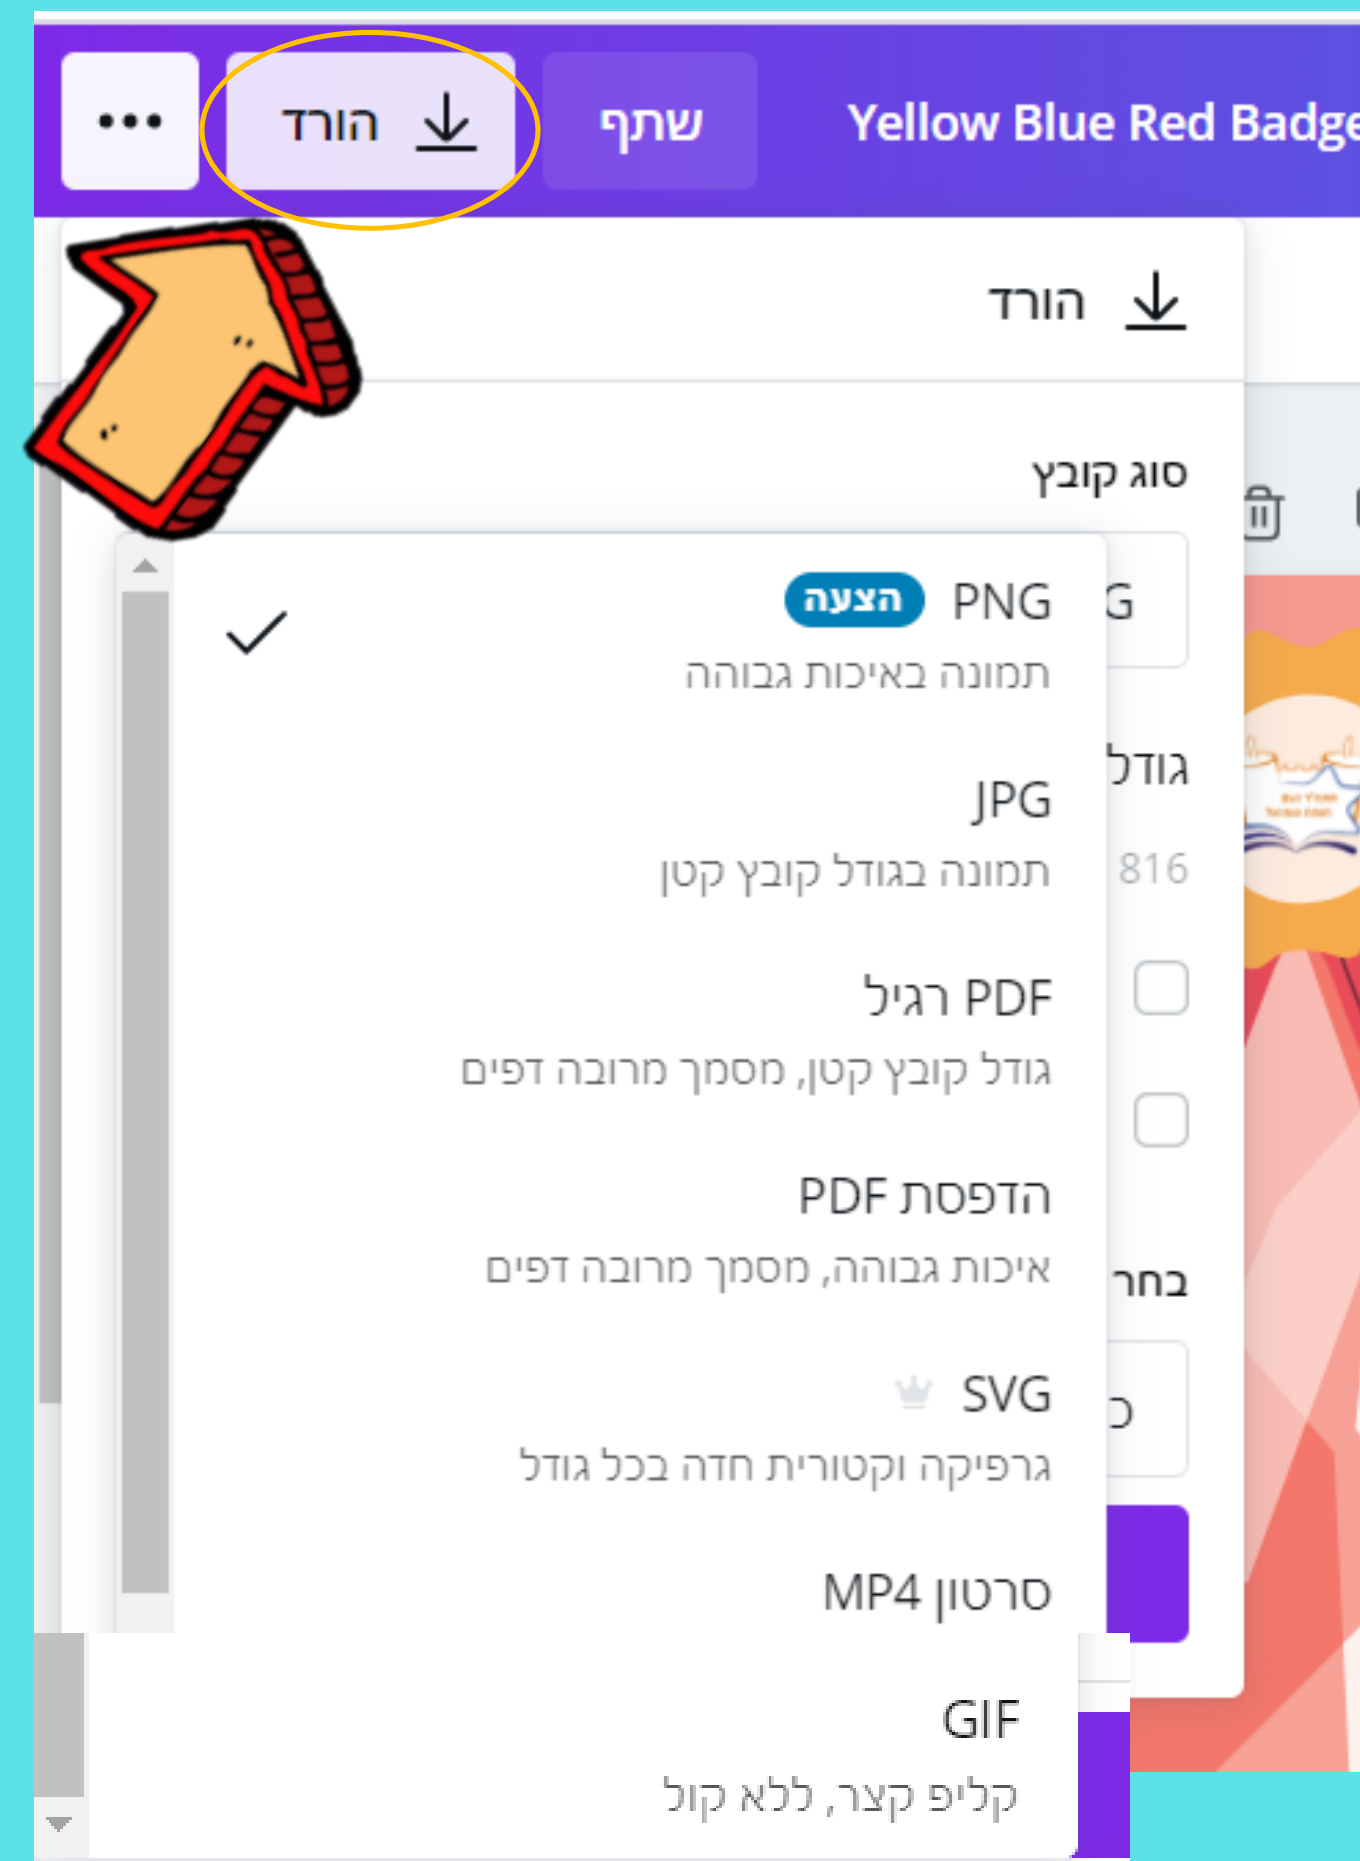 Yellow Blue Red Badge
שתף
הורד
הורד
סוג קובץ
G
PNG הצעה
תמונה באיכות גבוהה
JPG
תמונה בגודל קובץ קטן
גודל
816
PDF רגיל
גודל קובץ קטן, מסמך מרובה דפים
הדפסת PDF
איכות גבוהה, מסמך מרובה דפים
בחר
SVG
גרפיקה וקטורית חדה בכל גודל
כ
סרטון MP4
GIF
קליפ קצר, ללא קול